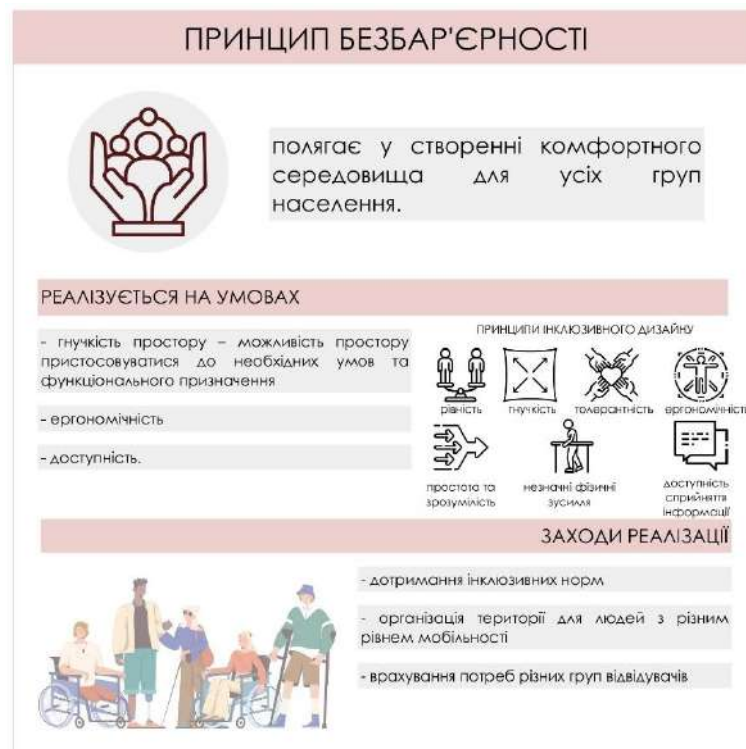 ПРИНЦИП БЕЗБАР'ЄРНОСТІ
полягає у створенні комфортного
середовища для усіх груп
населення.
РЕАЛІЗУЄТЬСЯ НА УМОВАХ
- гнучкість простору – можливість простору
пристосовуватися до необхідних умов та
функціонального призначення
- ергономічність
- доступність.
ПРИНЦИПИ ІНКЛЮЗИВНОГО ДИЗАЙНУ
рівність
гнучкість
толерантність
ергономічність
простота та
зрозумілість
незначні фізичні
зусилля
доступність
сприйняття
інформації
ЗАХОДИ РЕАЛІЗАЦІЇ
- дотримання інклюзивних норм
- організація території для людей з різним
рівнем мобільності
- врахування потреб різних груп відвідувачів